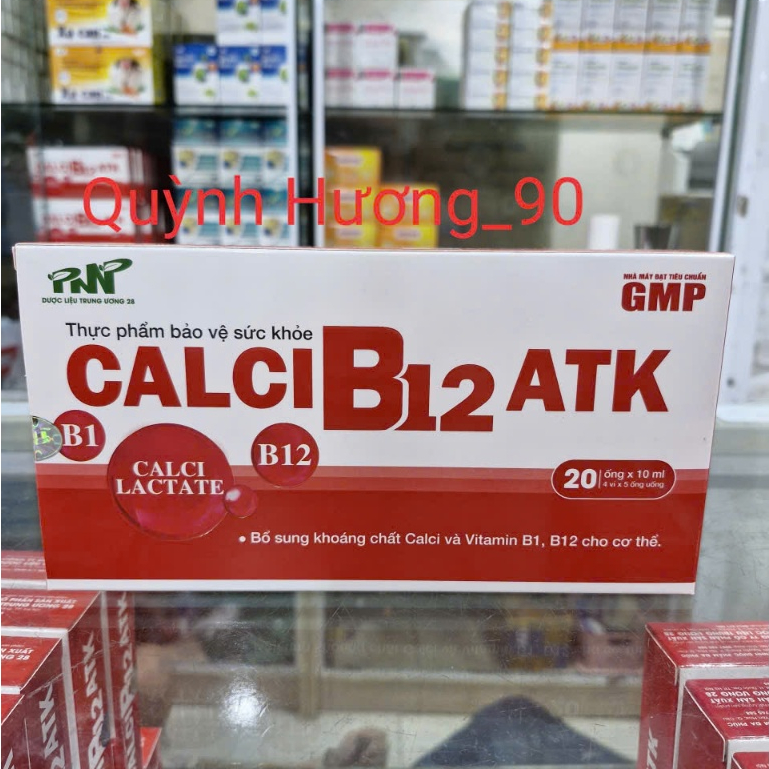 Quỳnh Hương_90
PNN
DƯỢC LIỆU TRUNG ƯƠNG 28
NHÀ MÁY ĐẠT TIÊU CHUẨN
GMP
Thực phẩm bảo vệ sức khỏe
CALCI B12 ATK
B1
CALCI
LACTATE
B12
20 ống x 10 ml
4 vỉ x 5 ống uống
• Bổ sung khoáng chất Calci và Vitamin B1, B12 cho cơ thể.